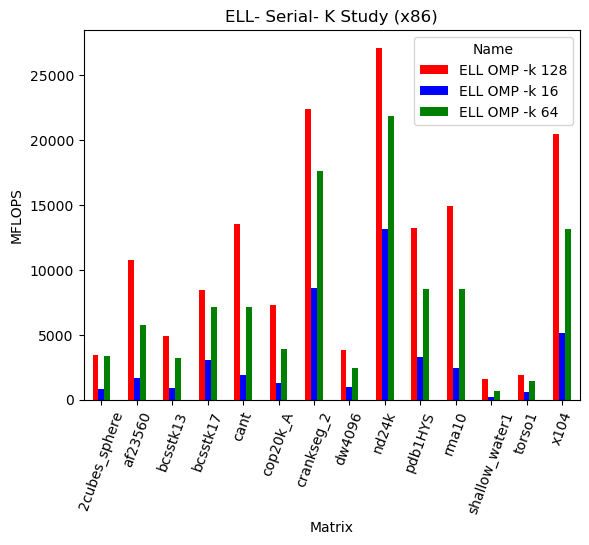 ELL- Serial- K Study (x86)
Name
ELL OMP -k 128
ELL OMP -k 16
ELL OMP -k 64
MFLOPS
25000
20000
15000
10000
5000
0
2cubes_sphere
af23560
bcsstk13
bcsstk17
cant
cop20k_A
crankseg_2
dw4096
nd24k
pdb1HYS
rma10
shallow_water1
torso1
x104
Matrix